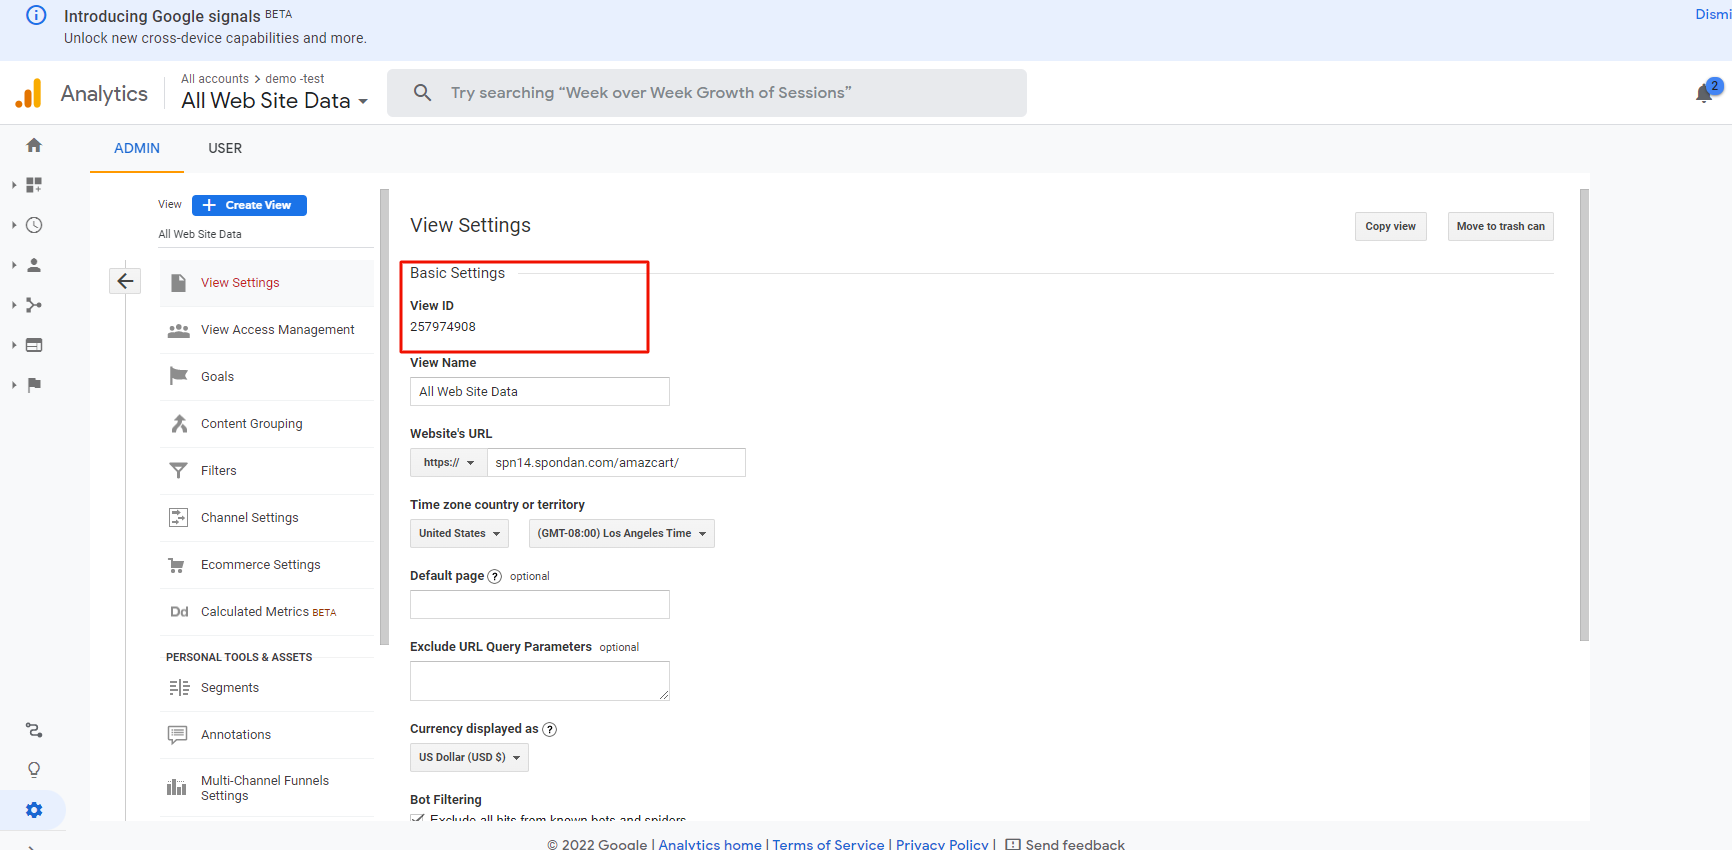 Introducing Google signals BETA
Dismi
Unlock new cross-device capabilities and more.
Analytics
All accounts > demo -test
All Web Site Data
Try searching “Week over Week Growth of Sessions”
2
ADMIN
USER
View
+ Create View
All Web Site Data
View Settings
View Access Management
Goals
Content Grouping
Filters
Channel Settings
Ecommerce Settings
Dd Calculated Metrics BETA
PERSONAL TOOLS & ASSETS
Segments
Annotations
Multi-Channel Funnels
Settings
View Settings
Copy view
Move to trash can
Basic Settings
View ID
257974908
View Name
All Web Site Data
Website's URL
https://
spn14.spondan.com/amazcart/
Time zone country or territory
United States
(GMT-08:00) Los Angeles Time
Default page ? optional
Exclude URL Query Parameters optional
Currency displayed as ?
US Dollar (USD $)
Bot Filtering
Exclude all hits from known bots and spiders
© 2022 Google | Analytics home | Terms of Service | Privacy Policy | Send feedback